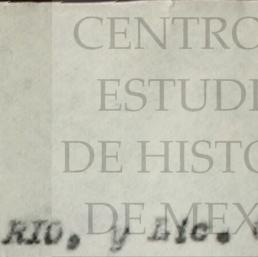 CENTRO
ESTUDI
DE HISTO
DE MEX
RIO, y Lic.